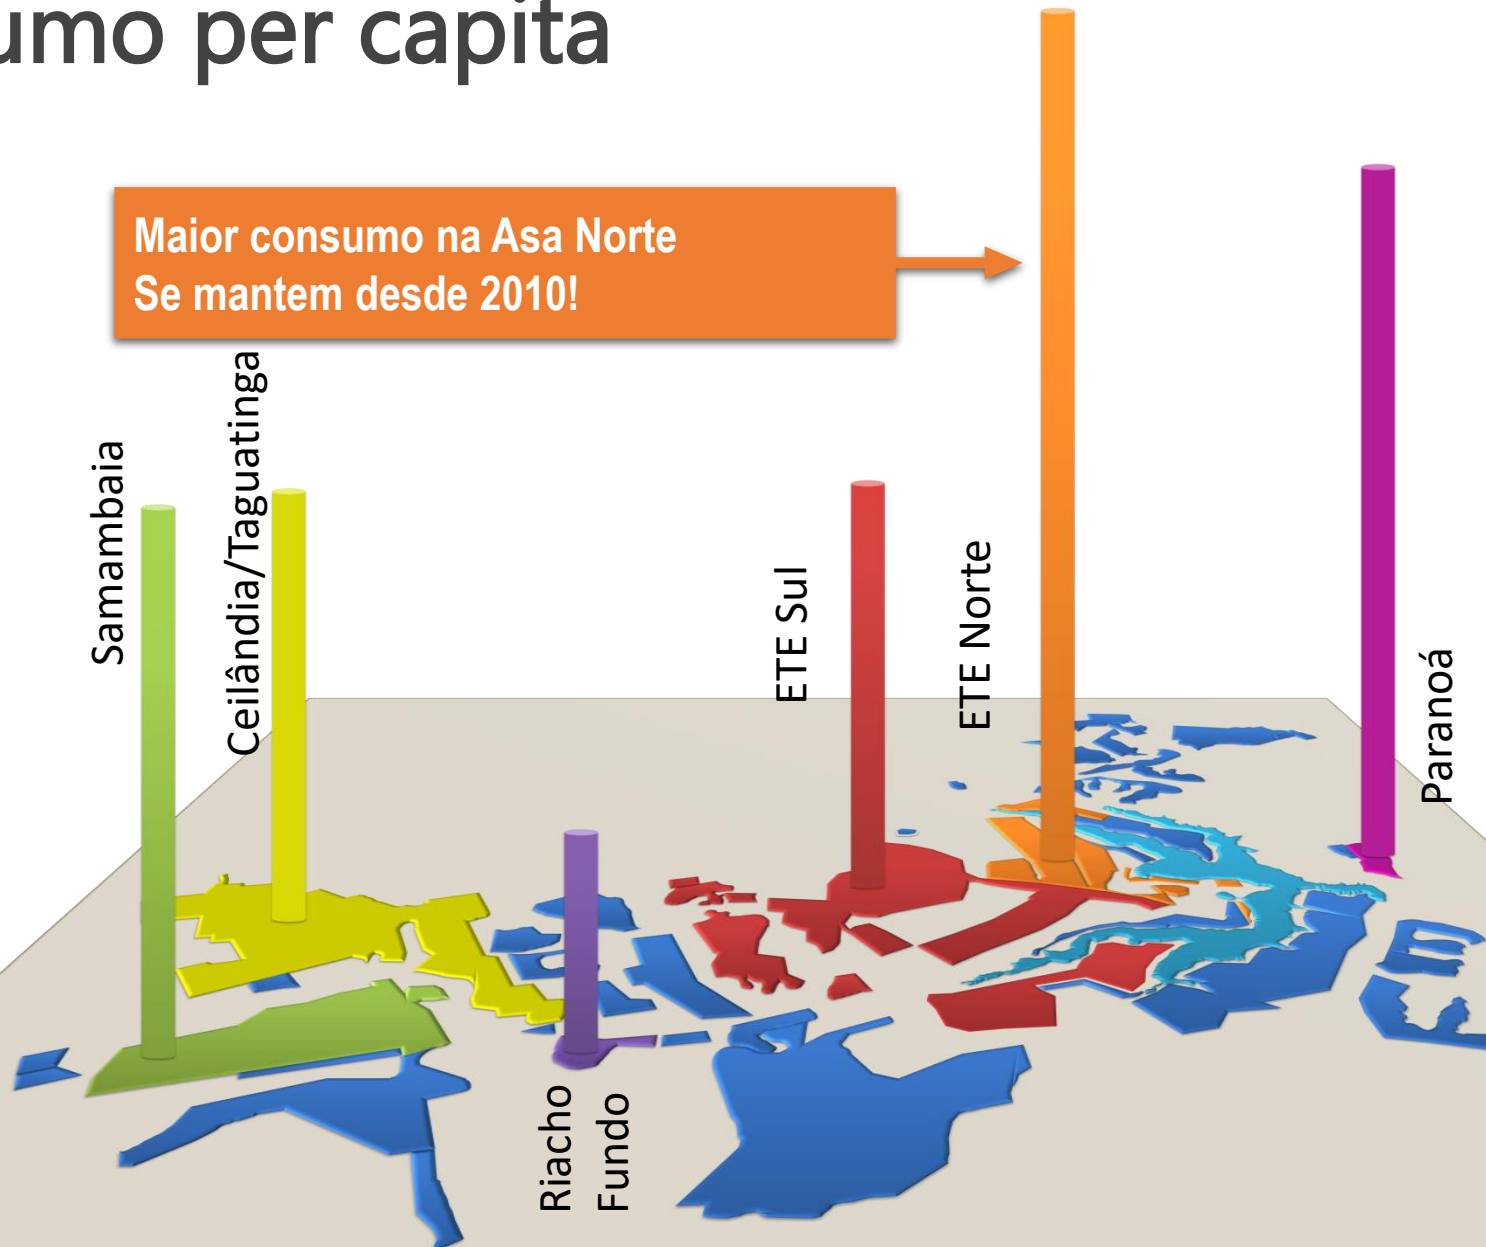 umo per capita
Maior consumo na Asa Norte
Se mantem desde 2010!
Samambaia
Ceilândia/Taguatinga
ETE Sul
ETE Norte
Paranoá
Riacho
Fundo